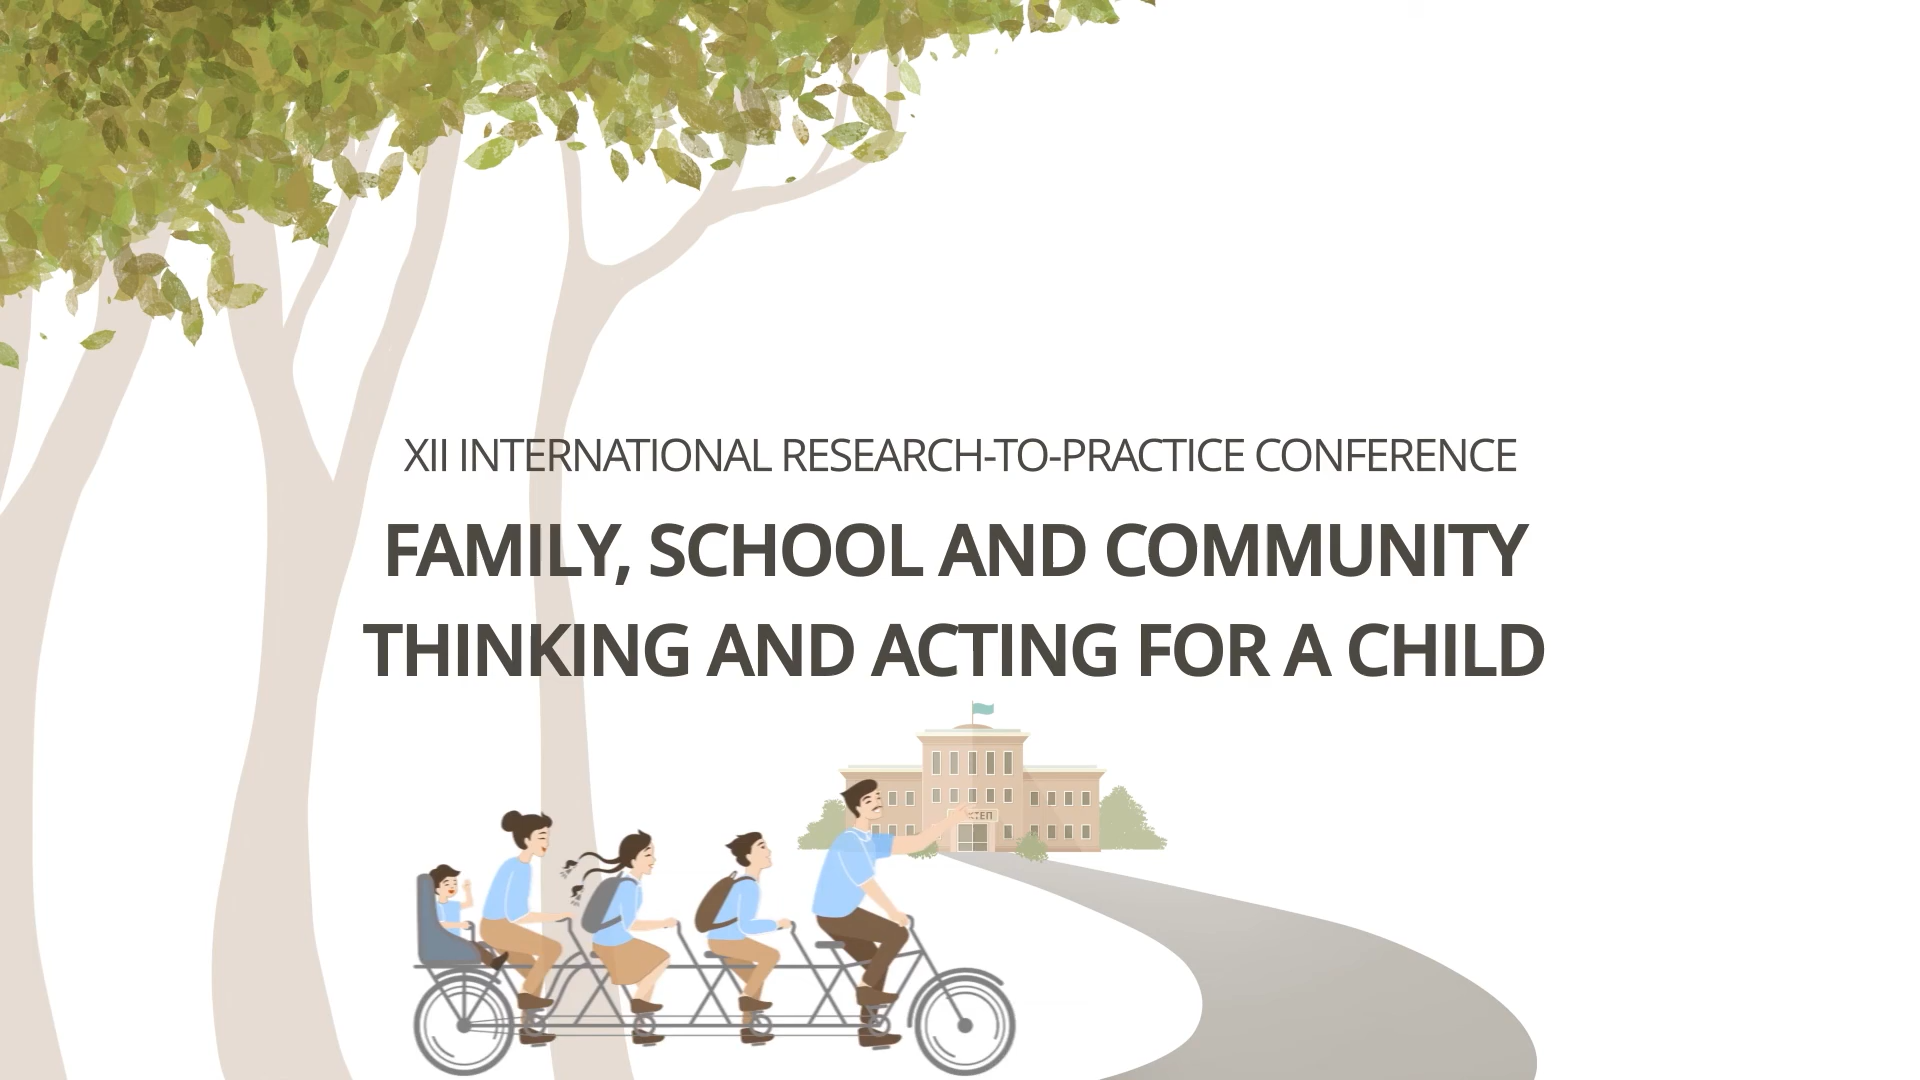 XII INTERNATIONAL RESEARCH-TO-PRACTICE CONFERENCE
FAMILY, SCHOOL AND COMMUNITY
THINKING AND ACTING FOR A CHILD